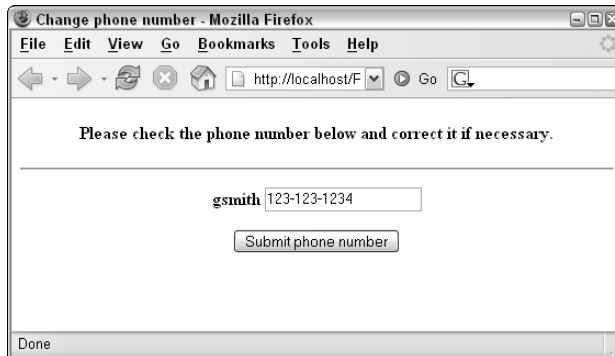 Change phone number - Mozilla Firefox
File Edit View Go Bookmarks Tools Help
http://localhost/F Go G
Please check the phone number below and correct it if necessary.
gsmith 123-123-1234
Submit phone number
Done